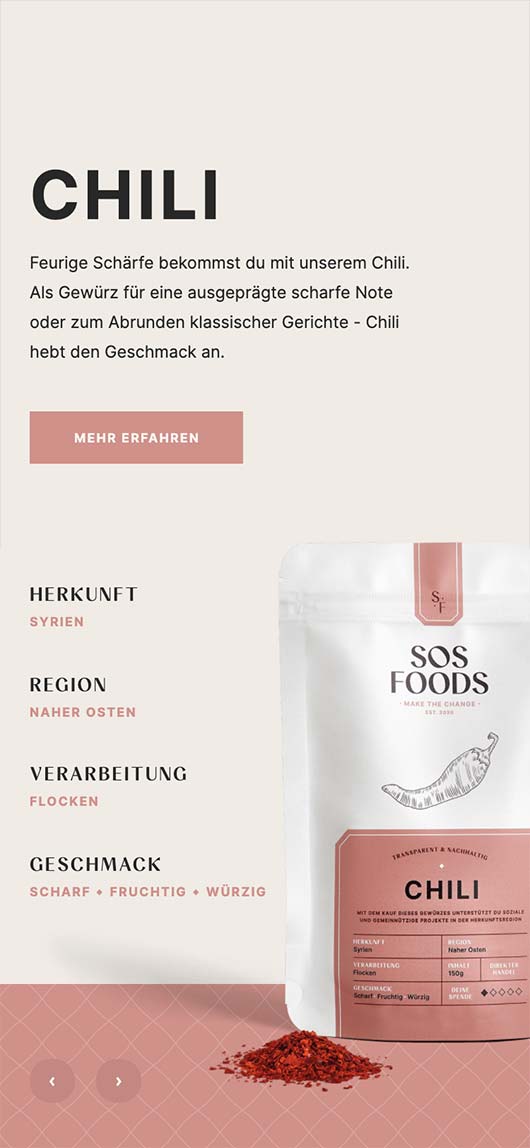 CHILI
Feurige Schärfe bekommst du mit unserem Chili.
Als Gewürz für eine ausgeprägte scharfe Note
oder zum Abrunden klassischer Gerichte - Chili
hebt den Geschmack an.
MEHR ERFAHREN
HERKUNFT
SYRIEN
REGION
NAHER OSTEN
VERARBEITUNG
FLOCKEN
GESCHMACK
SCHARF ⬥ FRUCHTIG ⬥ WÜRZIG
S.F
SOS
FOODS
· MAKE THE CHANGE ·
TRANSPARENT & NACHHALTIG
CHILI
MIT DEM KAUF DIESES GEWÜRZES UNTERSTÜTZT DU SOZIALE
UND GEMEINNÜTZIGE PROJEKTE IN DER HERKUNFTSREGION
HERKUNFT
Syrien
REGION
Naher Osten
VERARBEITUNG
Flocken
INHALT
150g
DIREKTER
HANDEL
GESCHMACK
Scharf Fruchtig Würzig
DEINE
SPENDE